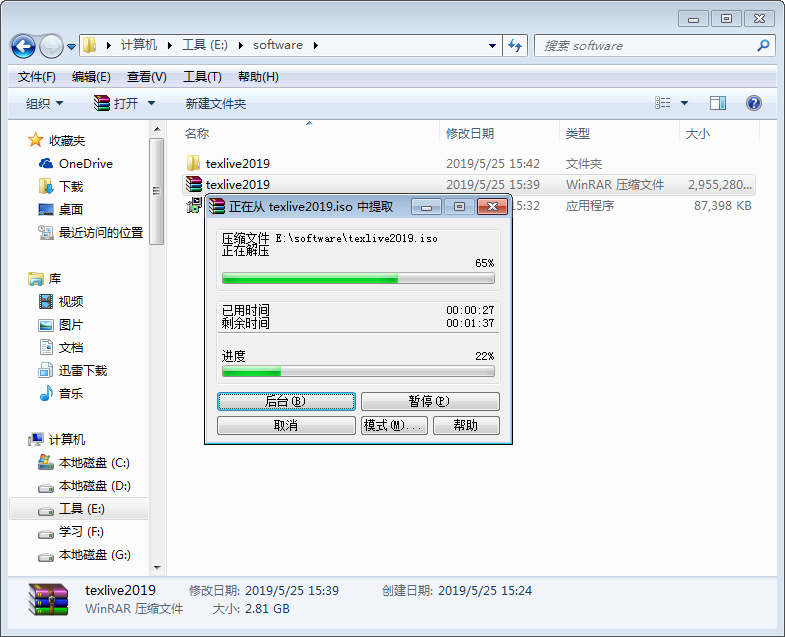 计算机 工具 (E:) software
搜索 software
文件(F) 编辑(E) 查看(V) 工具(T) 帮助(H)
组织 打开 新建文件夹
收藏夹
OneDrive
下载
桌面
最近访问的位置
库
视频
图片
文档
迅雷下载
音乐
计算机
本地磁盘 (C:)
本地磁盘 (D:)
工具 (E:)
学习 (F:)
本地磁盘 (G:)
名称 修改日期 类型 大小
texlive2019 2019/5/25 15:42 文件夹
texlive2019 2019/5/25 15:39 WinRAR 压缩文件 2,955,280...
15:32 应用程序 87,398 KB
正在从 texlive2019.iso 中提取
压缩文件 E:\software\texlive2019.iso
正在解压
65%
已用时间 00:00:27
剩余时间 00:01:37
进度 22%
后台(B) 暂停(P)
取消 模式(M)... 帮助
texlive2019 修改日期: 2019/5/25 15:39 创建日期: 2019/5/25 15:24
WinRAR 压缩文件 大小: 2.81 GB